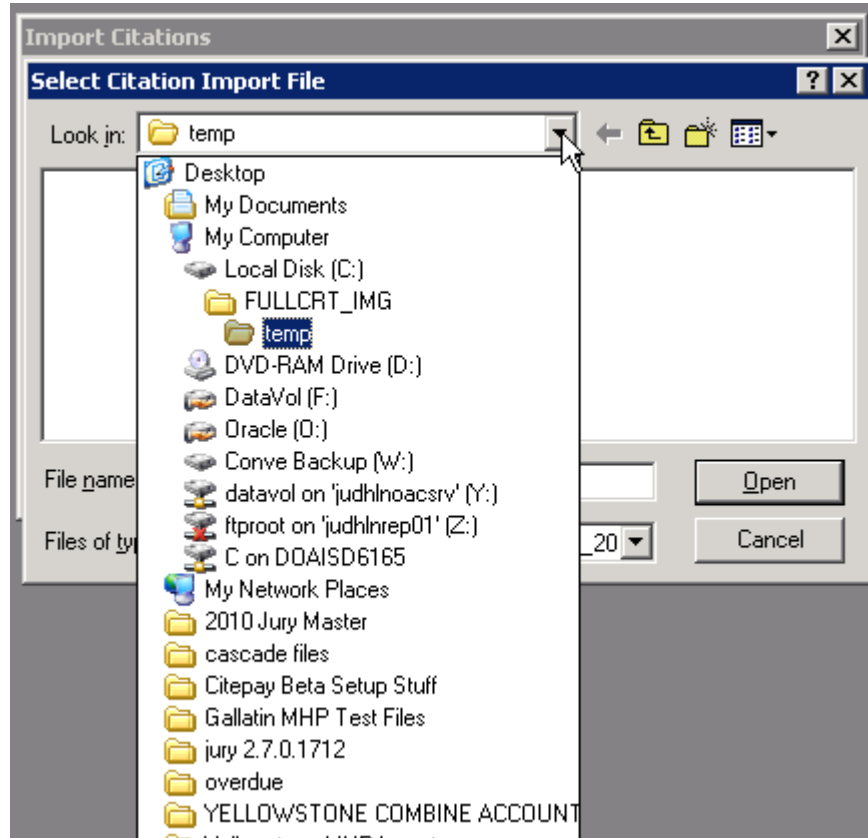 Import Citations
Select Citation Import File
Look in: temp
Desktop
My Documents
My Computer
Local Disk (C:)
FULLCRT_IMG
temp
DVD-RAM Drive (D:)
DataVol (F:)
Oracle (O:)
Conve Backup (W:)
File name
Open
datavol on 'judhlnoacsrv' (Y:)
ftproot on 'judhlnrep01' (Z:)
Files of ty
_20
Cancel
C on DOAISD6165
My Network Places
2010 Jury Master
cascade files
Citepay Beta Setup Stuff
Gallatin MHP Test Files
jury 2.7.0.1712
overdue
YELLOWSTONE COMBINE ACCOUNT